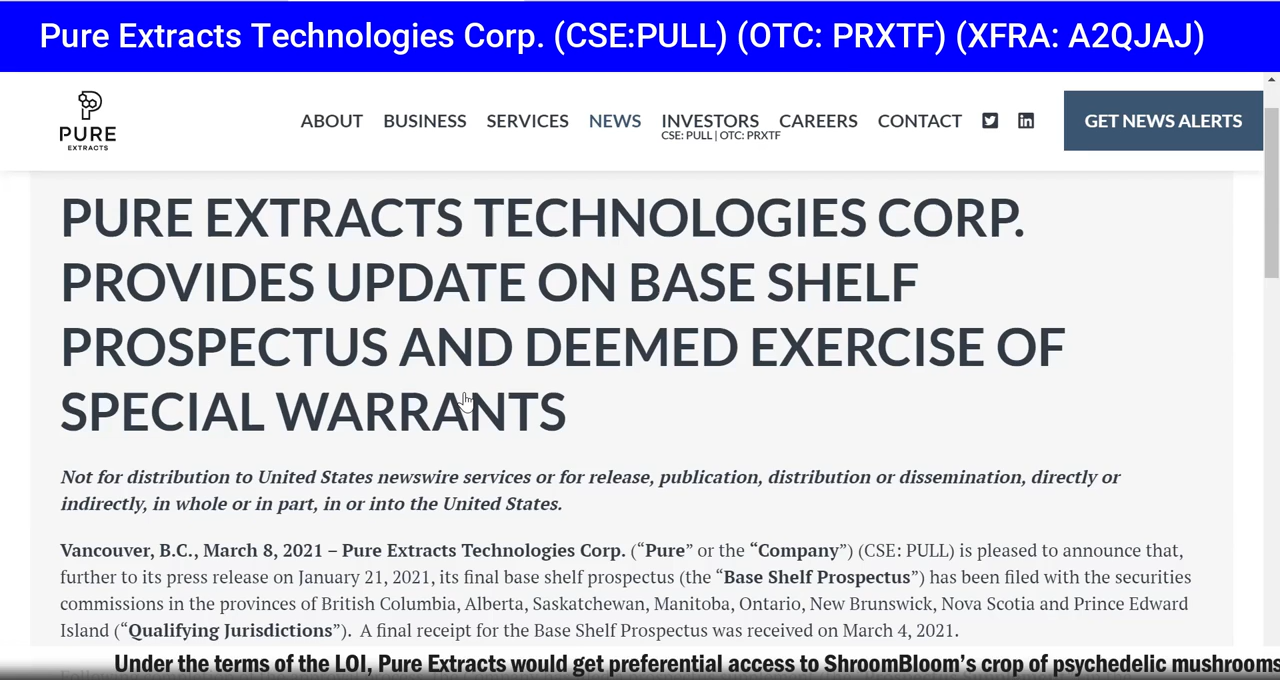 Pure Extracts Technologies Corp. (CSE:PULL) (OTC: PRXTF) (XFRA: A2QJAJ)
PURE
EXTRACTS
ABOUT BUSINESS SERVICES NEWS INVESTORS CAREERS CONTACT GET NEWS ALERTS
CSE: PULL | OTC: PRXTF
PURE EXTRACTS TECHNOLOGIES CORP.
PROVIDES UPDATE ON BASE SHELF
PROSPECTUS AND DEEMED EXERCISE OF
SPECIAL WARRANTS
Not for distribution to United States newswire services or for release, publication, distribution or dissemination, directly or
indirectly, in whole or in part, in or into the United States.
Vancouver, B.C., March 8, 2021 – Pure Extracts Technologies Corp. (“Pure” or the “Company”) (CSE: PULL) is pleased to announce that,
further to its press release on January 21, 2021, its final base shelf prospectus (the “Base Shelf Prospectus”) has been filed with the securities
commissions in the provinces of British Columbia, Alberta, Saskatchewan, Manitoba, Ontario, New Brunswick, Nova Scotia and Prince Edward
Island (“Qualifying Jurisdictions”). A final receipt for the Base Shelf Prospectus was received on March 4, 2021.
Under the terms of the LOI, Pure Extracts would get preferential access to ShroomBloom’s crop of psychedelic mushrooms